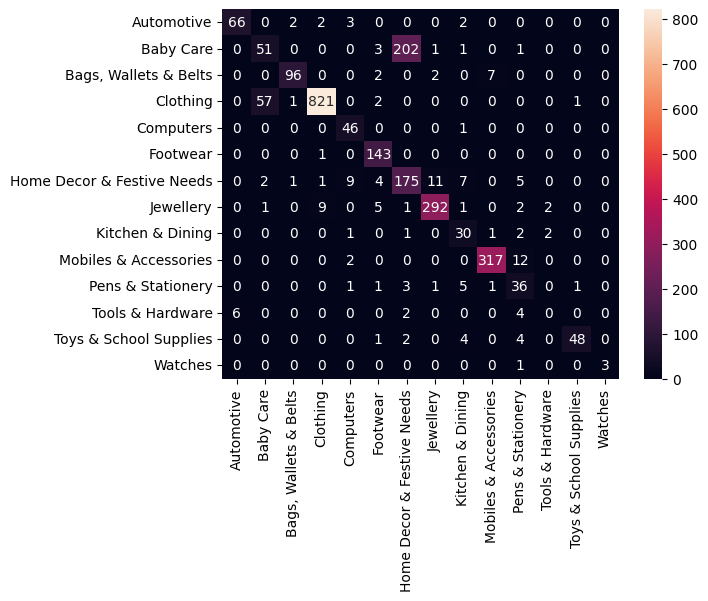 Automotive 66 0 2 2 3 0 0 0 2 0 0 0 0 0
Baby Care 0 51 0 0 0 3 202 1 1 0 1 0 0 0
Bags, Wallets & Belts 0 0 96 0 0 2 0 2 0 7 0 0 0 0
Clothing 0 57 1 821 0 2 0 0 0 0 0 0 1 0
Computers 0 0 0 0 46 0 0 0 1 0 0 0 0 0
Footwear 0 0 0 1 0 143 0 0 0 0 0 0 0 0
Home Decor & Festive Needs 0 2 1 1 9 4 175 11 7 0 5 0 0 0
Jewellery 0 1 0 9 0 5 1 292 1 0 2 2 0 0
Kitchen & Dining 0 0 0 0 1 0 1 0 30 1 2 2 0 0
Mobiles & Accessories 0 0 0 0 2 0 0 0 0 317 12 0 0 0
Pens & Stationery 0 0 0 0 1 1 3 1 5 1 36 0 1 0
Tools & Hardware 6 0 0 0 0 0 2 0 0 0 4 0 0 0
Toys & School Supplies 0 0 0 0 0 1 2 0 4 0 4 0 48 0
Watches 0 0 0 0 0 0 0 0 0 0 1 0 0 3
Automotive
Baby Care
Bags, Wallets & Belts
Clothing
Computers
Footwear
Home Decor & Festive Needs
Jewellery
Kitchen & Dining
Mobiles & Accessories
Pens & Stationery
Tools & Hardware
Toys & School Supplies
Watches
800
700
600
500
400
300
200
100
0